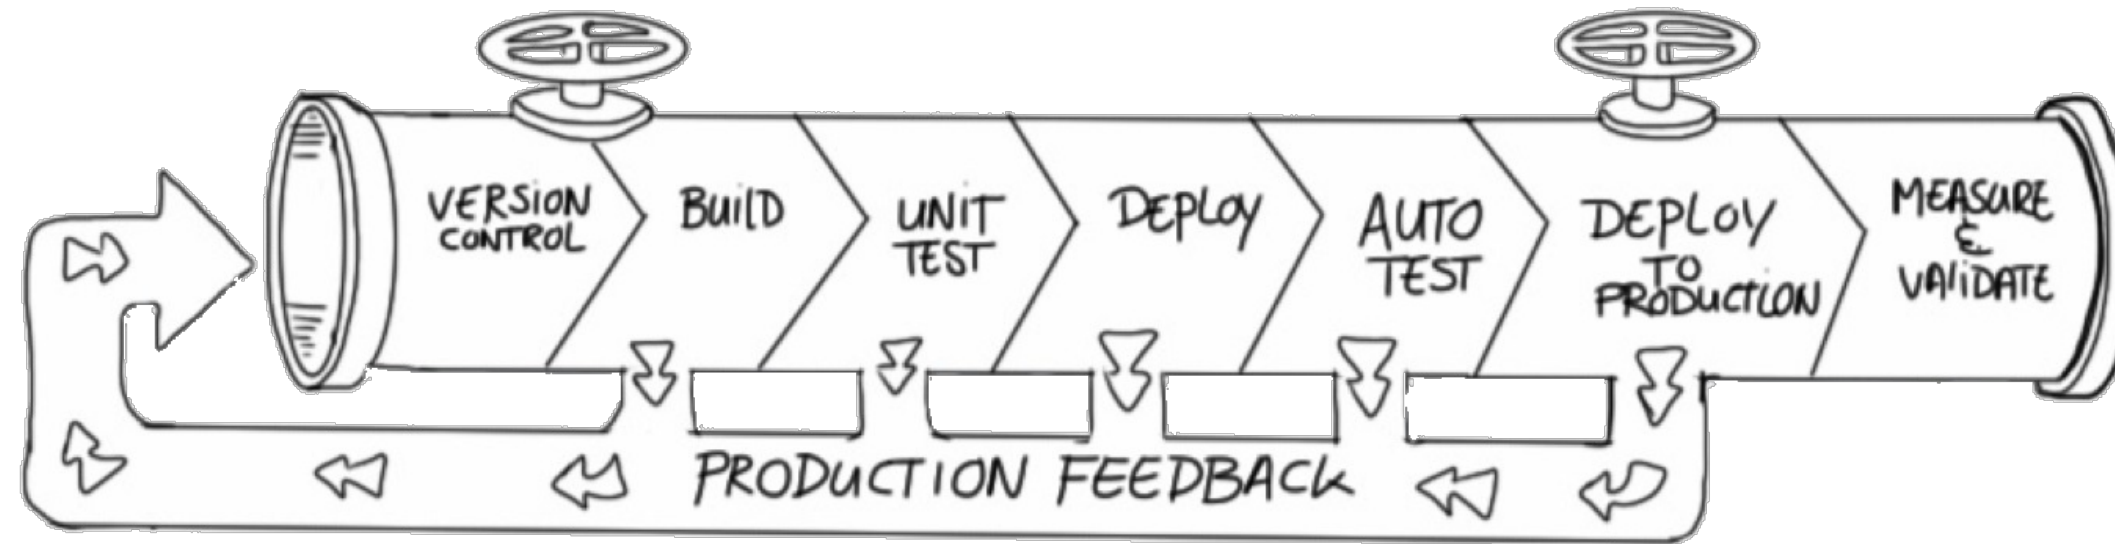 VERSION
CONTROL
BUILD
UNIT
TEST
DEPLOY
AUTO
TEST
DEPLOY
TO
PRODUCTION
MEASURE
&
VALIDATE
PRODUCTION FEEDBACK